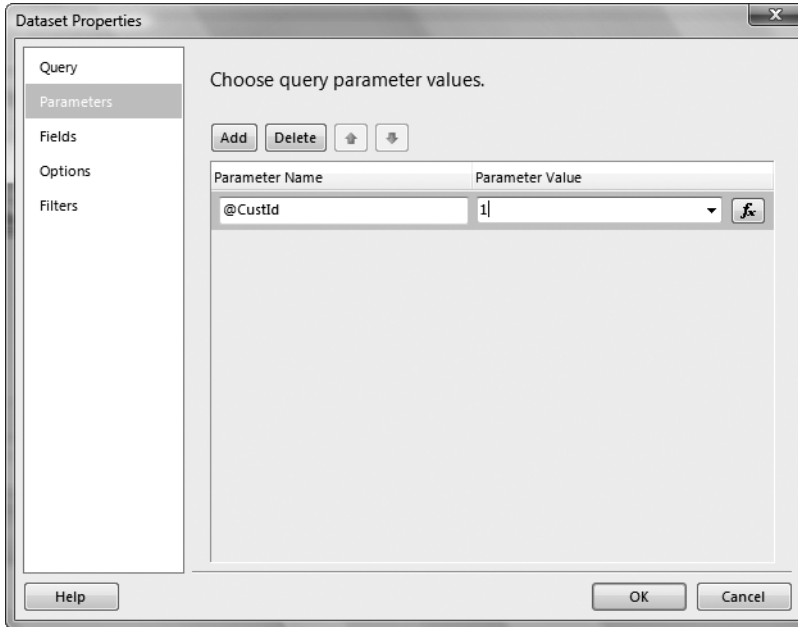 Dataset Properties
x
Query
Parameters
Fields
Options
Filters
Choose query parameter values.
Add Delete
Parameter Name Parameter Value
@CustId 1 fx
Help OK Cancel